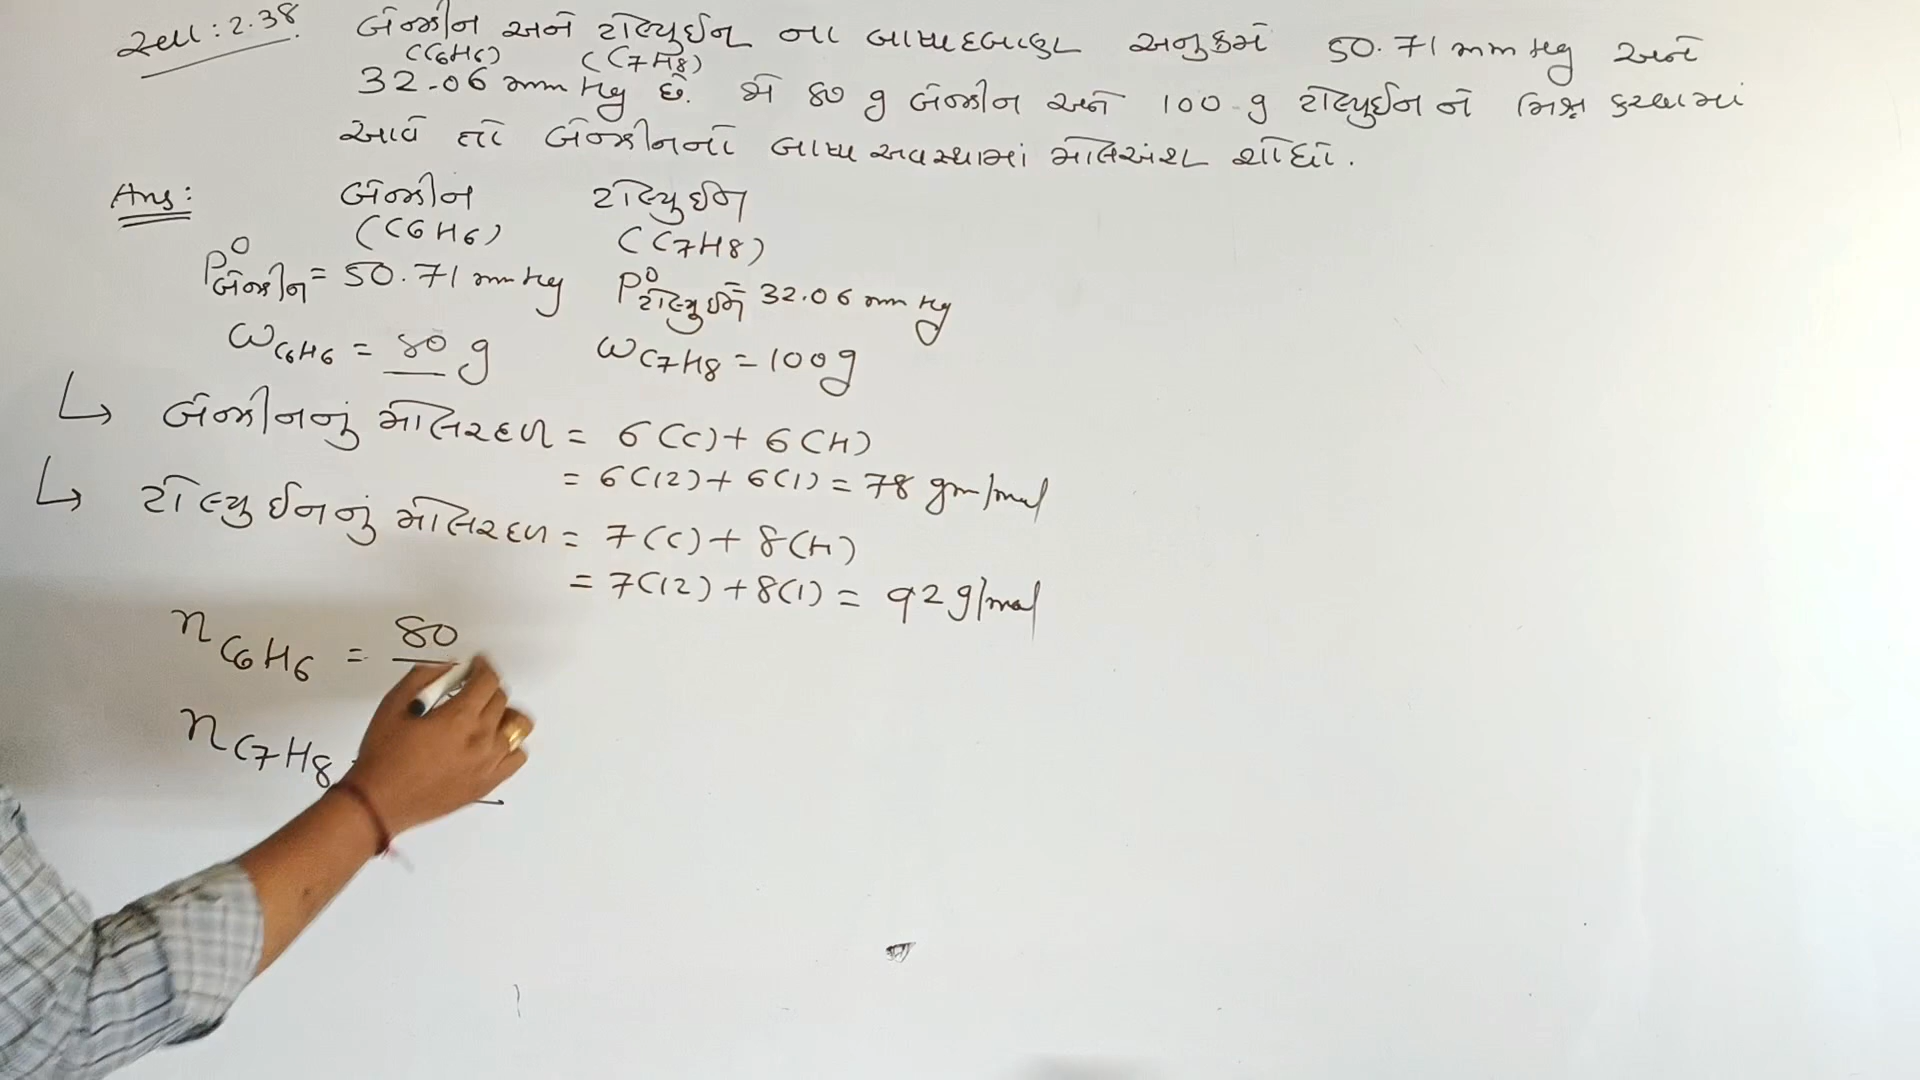 સવાલ : 2.38 બેન્ઝીન અને ટોલ્યુઈન ના બાષ્પદબાણ અનુક્રમે 50.71 mm Hg અને
(C6H6) (C7H8)
32.06 mm Hg છે. જો 80 g બેન્ઝીન અને 100 g ટોલ્યુઈન ને મિશ્ર કરવામાં
આવે તો બેન્ઝીનનો બાષ્પ અવસ્થામાં મોલઅંશ શોધો.
Ans : બેન્ઝીન ટોલ્યુઈન
(C6H6) (C7H8)
P°બેન્ઝીન = 50.71 mm Hg P°ટોલ્યુઈન = 32.06 mm Hg
W C6H6 = 80 g W C7H8 = 100 g
↳ બેન્ઝીનનું મોલરદળ = 6(C) + 6(H)
= 6(12) + 6(1) = 78 gm/mol
↳ ટોલ્યુઈનનું મોલરદળ = 7(C) + 8(H)
= 7(12) + 8(1) = 92 g/mol
n C6H6 = 80
n C7H8